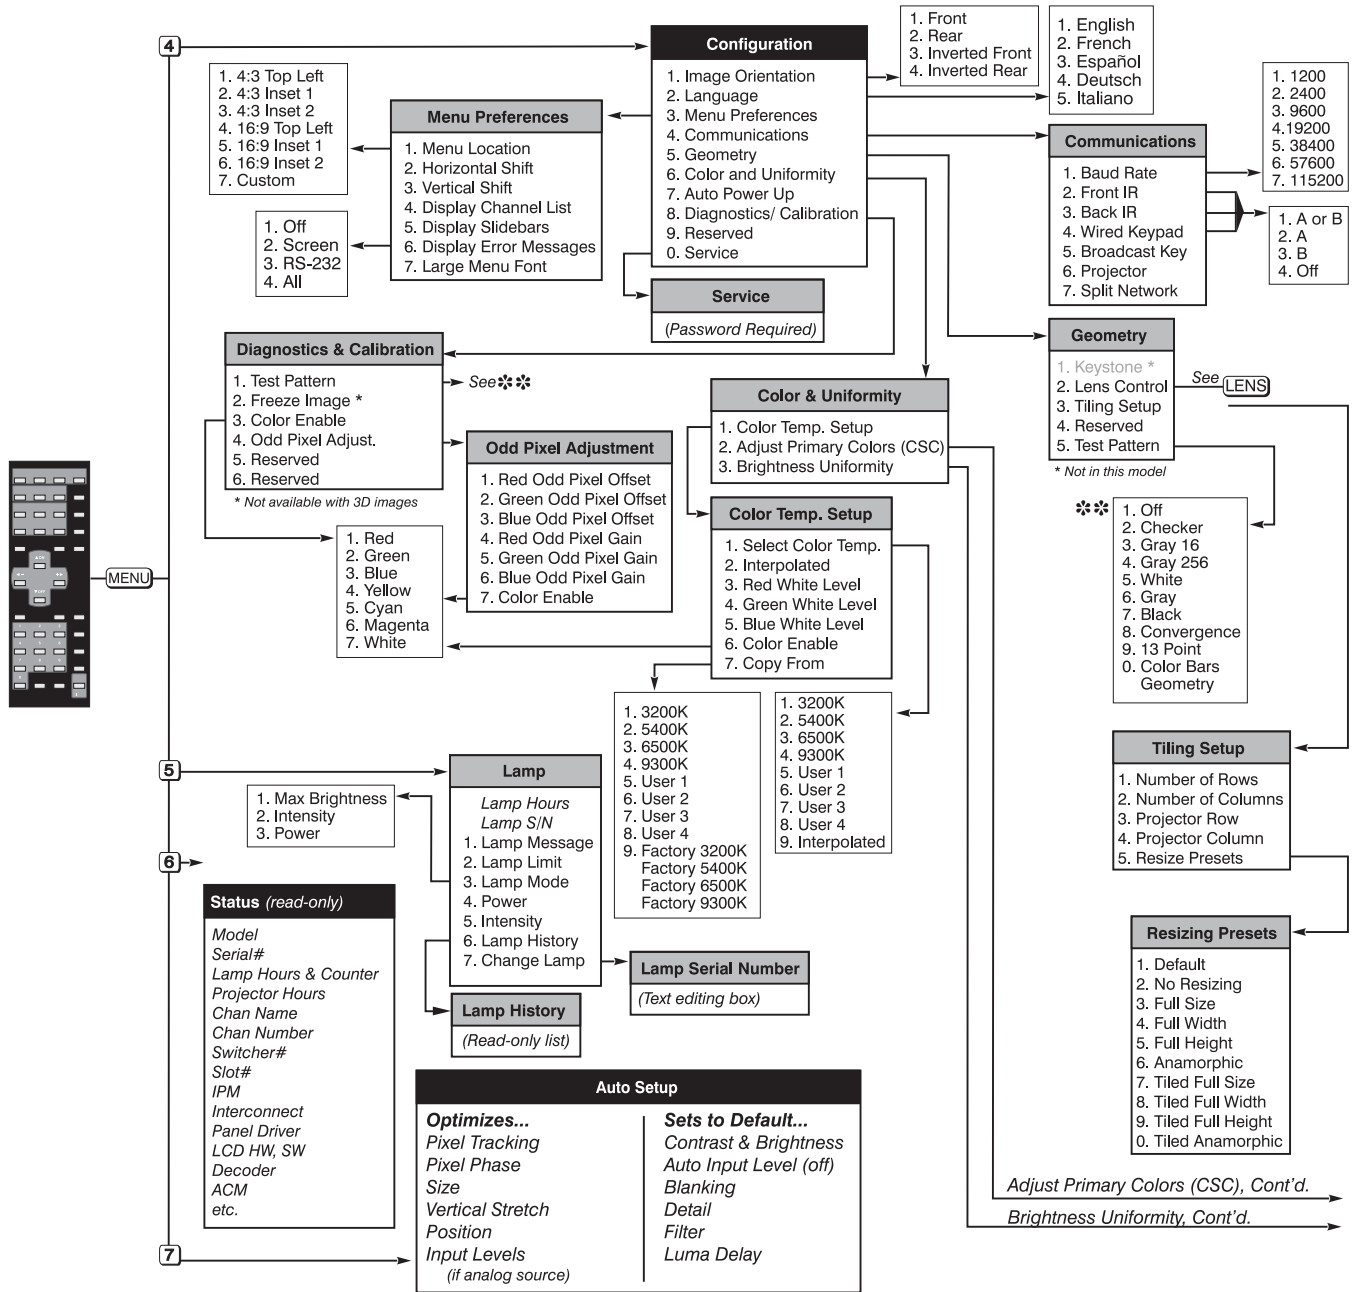 4
Configuration
1. Image Orientation
2. Language
3. Menu Preferences
4. Communications
5. Geometry
6. Color and Uniformity
7. Auto Power Up
8. Diagnostics/ Calibration
9. Reserved
0. Service
1. Front
2. Rear
3. Inverted Front
4. Inverted Rear
1. English
2. French
3. Español
4. Deutsch
5. Italiano
1. 1200
2. 2400
3. 9600
4.19200
5. 38400
6. 57600
7. 115200
1. 4:3 Top Left
2. 4:3 Inset 1
3. 4:3 Inset 2
4. 16:9 Top Left
5. 16:9 Inset 1
6. 16:9 Inset 2
7. Custom
Menu Preferences
1. Menu Location
2. Horizontal Shift
3. Vertical Shift
4. Display Channel List
5. Display Slidebars
6. Display Error Messages
7. Large Menu Font
1. Off
2. Screen
3. RS-232
4. All
Communications
1. Baud Rate
2. Front IR
3. Back IR
4. Wired Keypad
5. Broadcast Key
6. Projector
7. Split Network
1. A or B
2. A
3. B
4. Off
Service
(Password Required)
Diagnostics & Calibration
1. Test Pattern
2. Freeze Image *
3. Color Enable
4. Odd Pixel Adjust.
5. Reserved
6. Reserved
* Not available with 3D images
See ✽✽
Geometry
1. Keystone *
2. Lens Control
3. Tiling Setup
4. Reserved
5. Test Pattern
* Not in this model
See
LENS
Color & Uniformity
1. Color Temp. Setup
2. Adjust Primary Colors (CSC)
3. Brightness Uniformity
Odd Pixel Adjustment
1. Red Odd Pixel Offset
2. Green Odd Pixel Offset
3. Blue Odd Pixel Offset
4. Red Odd Pixel Gain
5. Green Odd Pixel Gain
6. Blue Odd Pixel Gain
7. Color Enable
1. Red
2. Green
3. Blue
4. Yellow
5. Cyan
6. Magenta
7. White
MENU
Color Temp. Setup
1. Select Color Temp.
2. Interpolated
3. Red White Level
4. Green White Level
5. Blue White Level
6. Color Enable
7. Copy From
✽✽
1. Off
2. Checker
3. Gray 16
4. Gray 256
5. White
6. Gray
7. Black
8. Convergence
9. 13 Point
0. Color Bars
Geometry
1. 3200K
2. 5400K
3. 6500K
4. 9300K
5. User 1
6. User 2
7. User 3
8. User 4
9. Factory 3200K
Factory 5400K
Factory 6500K
Factory 9300K
1. 3200K
2. 5400K
3. 6500K
4. 9300K
5. User 1
6. User 2
7. User 3
8. User 4
9. Interpolated
Tiling Setup
1. Number of Rows
2. Number of Columns
3. Projector Row
4. Projector Column
5. Resize Presets
5
Lamp
Lamp Hours
Lamp S/N
1. Lamp Message
2. Lamp Limit
3. Lamp Mode
4. Power
5. Intensity
6. Lamp History
7. Change Lamp
1. Max Brightness
2. Intensity
3. Power
Lamp Serial Number
(Text editing box)
Lamp History
(Read-only list)
Resizing Presets
1. Default
2. No Resizing
3. Full Size
4. Full Width
5. Full Height
6. Anamorphic
7. Tiled Full Size
8. Tiled Full Width
9. Tiled Full Height
0. Tiled Anamorphic
6
Status (read-only)
Model
Serial#
Lamp Hours & Counter
Projector Hours
Chan Name
Chan Number
Switcher#
Slot#
IPM
Interconnect
Panel Driver
LCD HW, SW
Decoder
ACM
etc.
7
Auto Setup
Optimizes...
Pixel Tracking
Pixel Phase
Size
Vertical Stretch
Position
Input Levels
(if analog source)
Sets to Default...
Contrast & Brightness
Auto Input Level (off)
Blanking
Detail
Filter
Luma Delay
Adjust Primary Colors (CSC), Cont'd.
Brightness Uniformity, Cont'd.